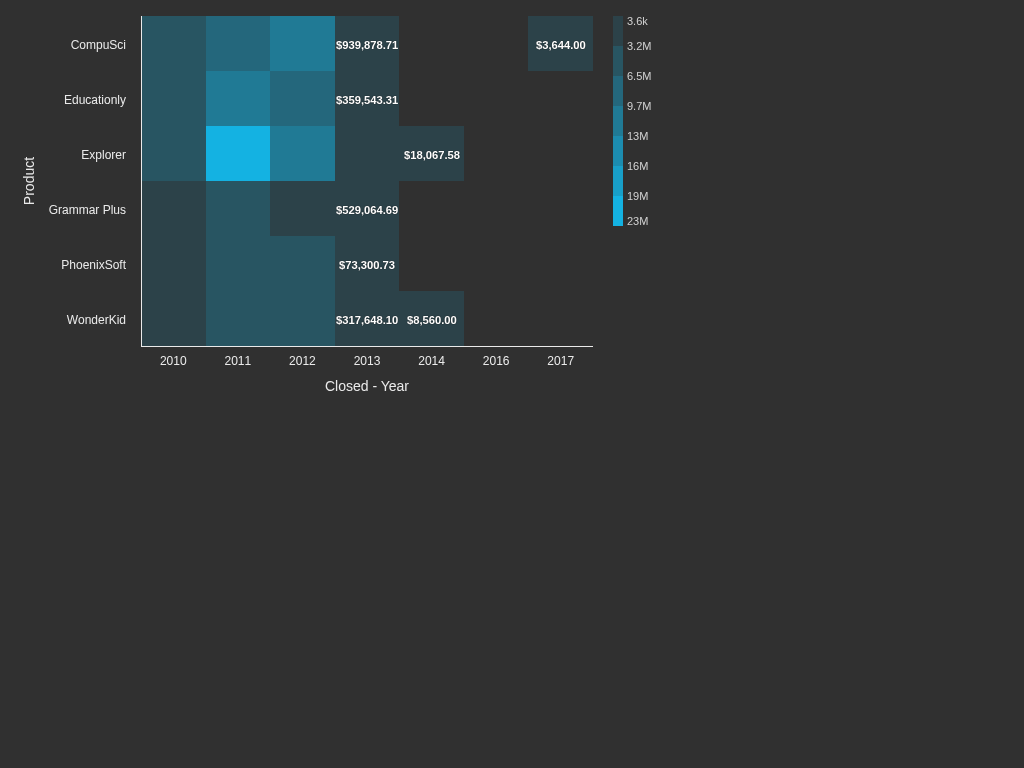 CompuSci
$939,878.71
$3,644.00
Educationly
$359,543.31
Explorer
$18,067.58
Grammar Plus
$529,064.69
PhoenixSoft
$73,300.73
WonderKid
$317,648.10
$8,560.00
Product
2010
2011
2012
2013
2014
2016
2017
Closed - Year
3.6k
3.2M
6.5M
9.7M
13M
16M
19M
23M